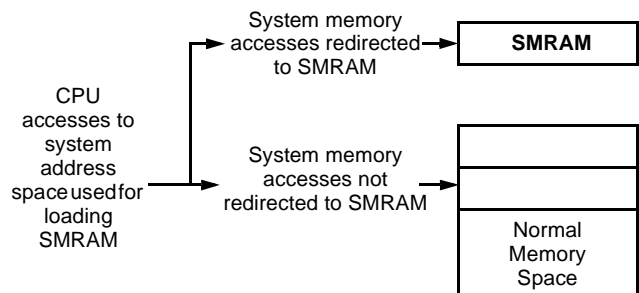 System memory
accesses redirected
to SMRAM
SMRAM
CPU
accesses to
system
address
space used for
loading
SMRAM
System memory
accesses not
redirected to SMRAM
Normal
Memory
Space